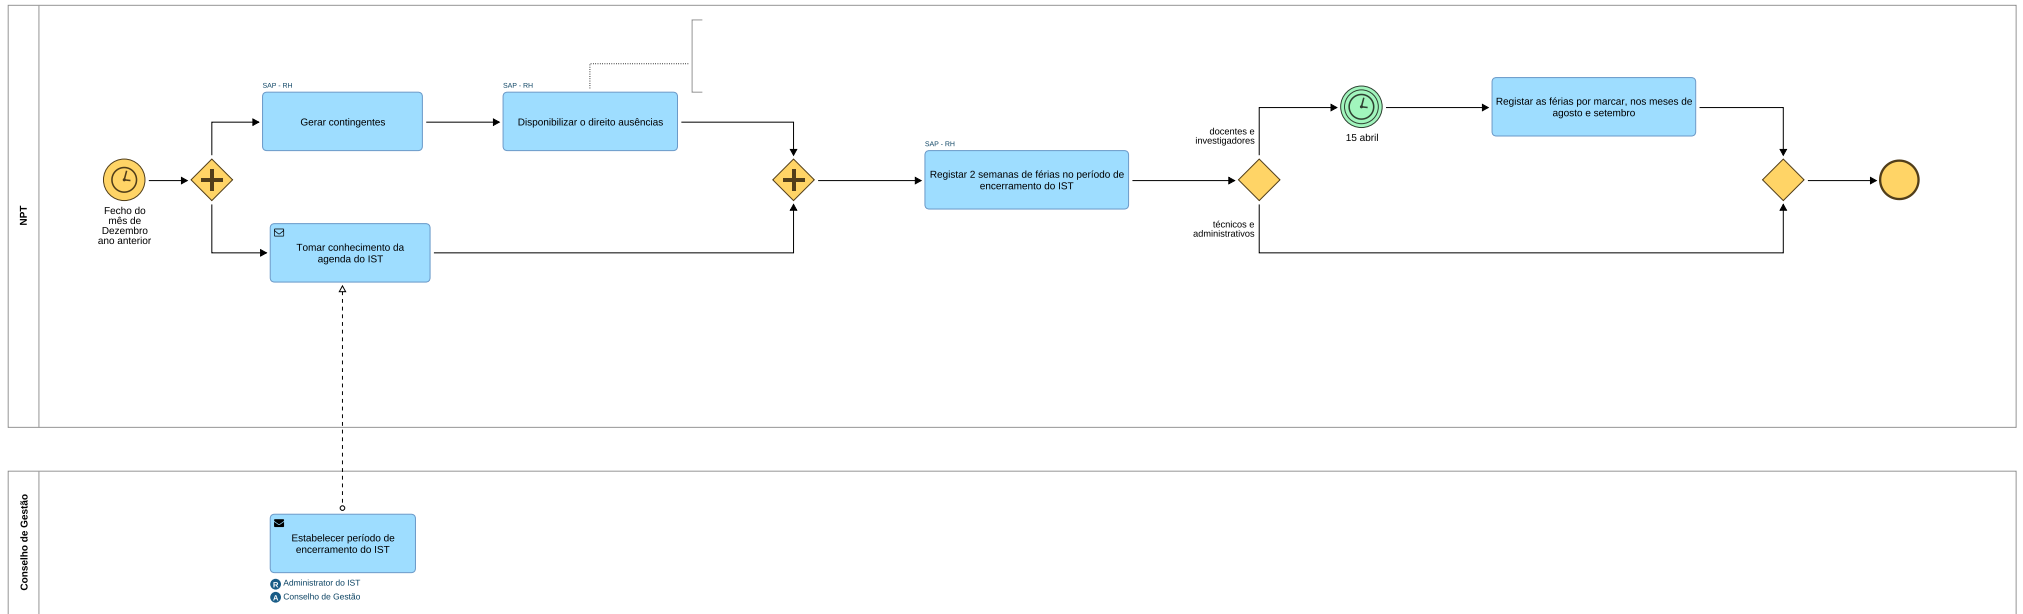 NPT
Fecho do
mês de
Dezembro
ano anterior
SAP - RH
Gerar contingentes
SAP - RH
Disponibilizar o direito ausências
Tomar conhecimento da
agenda do IST
SAP - RH
Registar 2 semanas de férias no período de
encerramento do IST
docentes e
investigadores
técnicos e
administrativos
15 abril
Registar as férias por marcar, nos meses de
agosto e setembro
Conselho de Gestão
Estabelecer período de
encerramento do IST
R Administrador do IST
A Conselho de Gestão